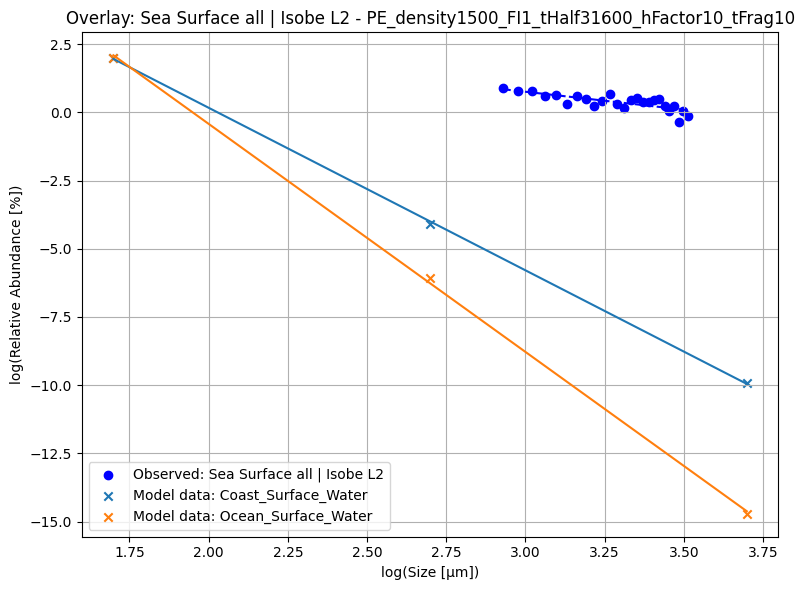 Overlay: Sea Surface all | Isobe L2 - PE_density1500_FI1_tHalf31600_hFactor10_tFrag10
log(Relative Abundance [%])
2.5
0.0
−2.5
−5.0
−7.5
−10.0
−12.5
−15.0
Observed: Sea Surface all | Isobe L2
Model data: Coast_Surface_Water
Model data: Ocean_Surface_Water
1.75 2.00 2.25 2.50 2.75 3.00 3.25 3.50 3.75
log(Size [μm])